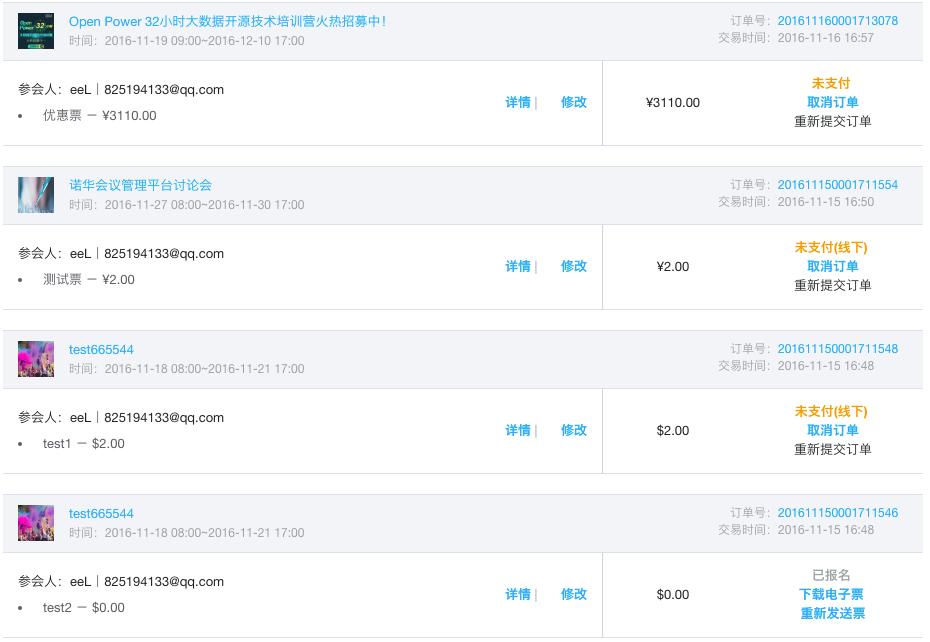 Open Power 32小时大数据开源技术培训营火热招募中！
订单号：201611160001713078
时间：2016-11-19 09:00~2016-12-10 17:00
交易时间：2016-11-16 16:57
参会人：eeL｜825194133@qq.com
• 优惠票 － ¥3110.00
详情 | 修改
¥3110.00
未支付
取消订单
重新提交订单
诺华会议管理平台讨论会
订单号：201611150001711554
时间：2016-11-27 08:00~2016-11-30 17:00
交易时间：2016-11-15 16:50
参会人：eeL｜825194133@qq.com
• 测试票 － ¥2.00
详情 | 修改
¥2.00
未支付(线下)
取消订单
重新提交订单
test665544
订单号：201611150001711548
时间：2016-11-18 08:00~2016-11-21 17:00
交易时间：2016-11-15 16:48
参会人：eeL｜825194133@qq.com
• test1 － $2.00
详情 | 修改
$2.00
未支付(线下)
取消订单
重新提交订单
test665544
订单号：201611150001711546
时间：2016-11-18 08:00~2016-11-21 17:00
交易时间：2016-11-15 16:48
参会人：eeL｜825194133@qq.com
• test2 － $0.00
详情 | 修改
$0.00
已报名
下载电子票
重新发送票